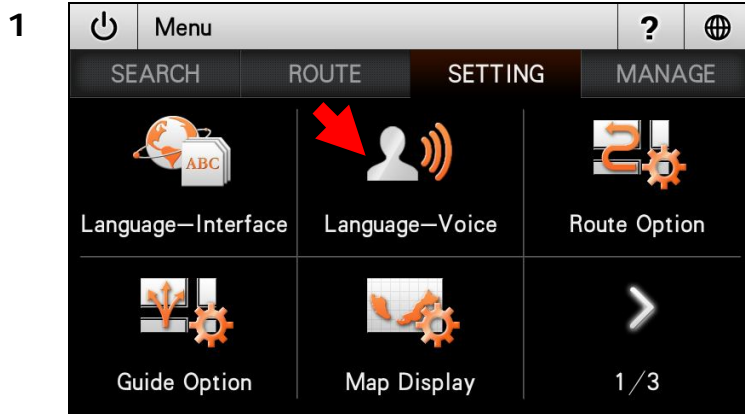 1
Menu ?
SEARCH ROUTE SETTING MANAGE
ABC
Language—Interface Language—Voice Route Option
Guide Option Map Display 1/3